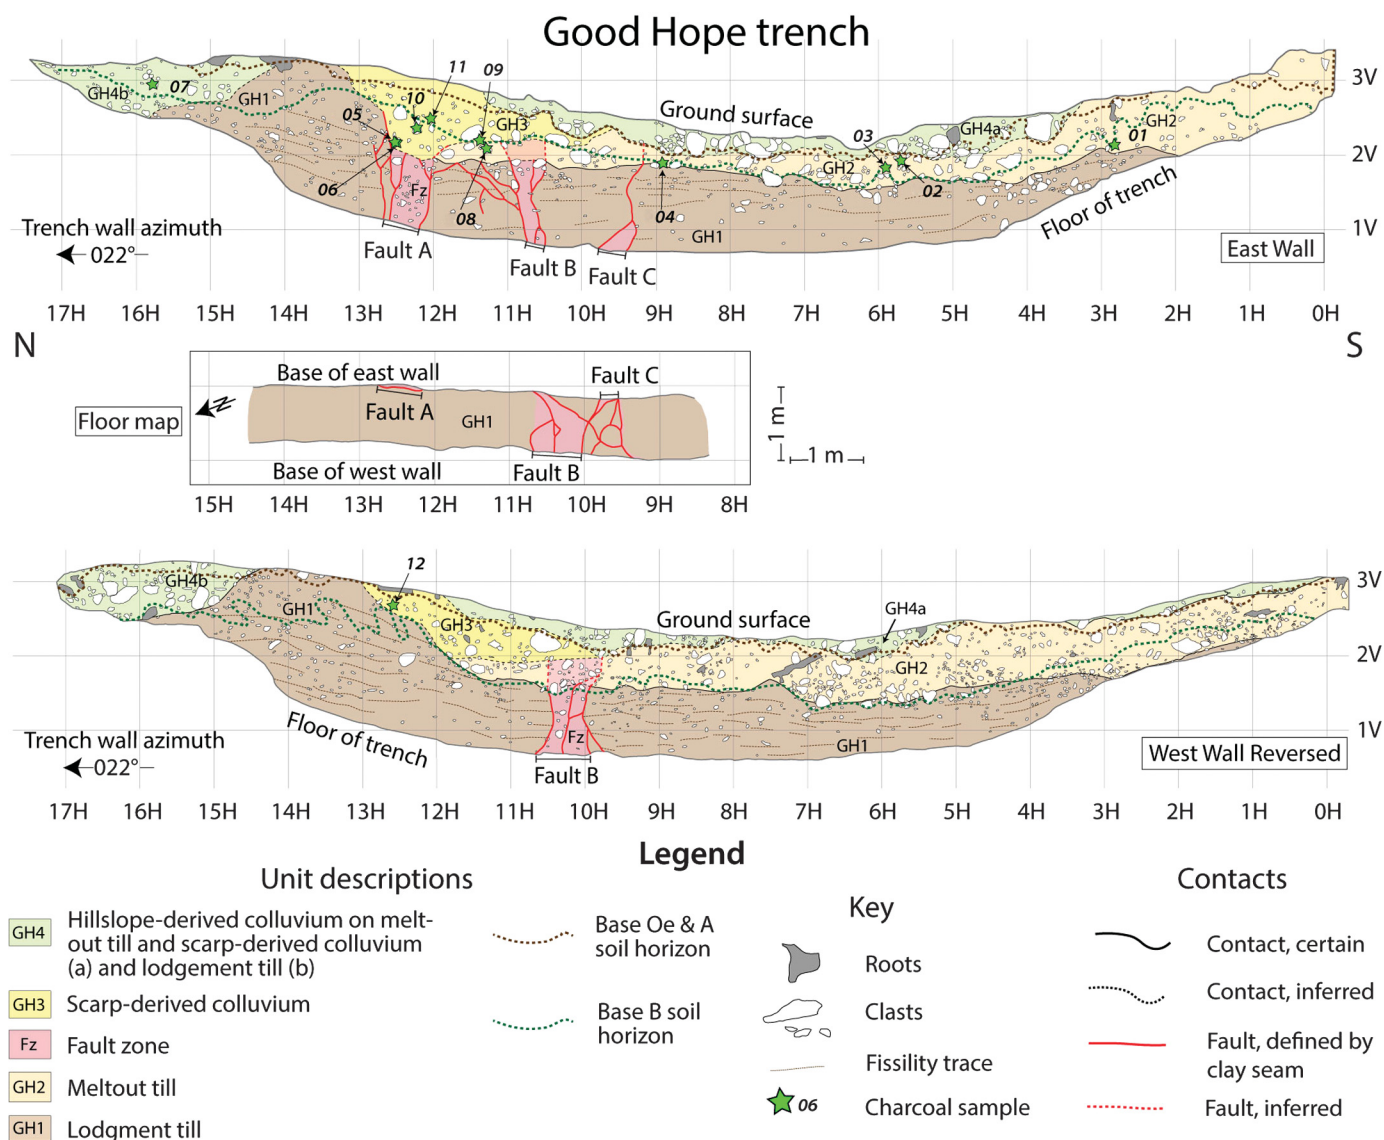 Good Hope trench
11
09
3V
GH4b
07
GH1
10
05
Ground surface
GH3
03
GH4a
01
GH2
2V
06
Fz
08
04
GH2
02
Floor of trench
Trench wall azimuth
022°
Fault A
Fault B
Fault C
GH1
1V
East Wall
17H 16H 15H 14H 13H 12H 11H 10H 9H 8H 7H 6H 5H 4H 3H 2H 1H 0H
N
S
Base of east wall
Fault C
Fault A
Floor map
N
GH1
1 m
1 m
Base of west wall
Fault B
15H 14H 13H 12H 11H 10H 9H 8H
12
3V
GH4b
GH1
GH3
Ground surface
GH4a
GH2
2V
Floor of trench
Trench wall azimuth
022°
Fz
GH1
1V
Fault B
West Wall Reversed
17H 16H 15H 14H 13H 12H 11H 10H 9H 8H 7H 6H 5H 4H 3H 2H 1H 0H
Legend
Unit descriptions
GH4
Hillslope-derived colluvium on melt-
out till and scarp-derived colluvium
(a) and lodgement till (b)
GH3
Scarp-derived colluvium
Fz
Fault zone
GH2
Meltout till
GH1
Lodgment till
Base Oe & A
soil horizon
Base B soil
horizon
Key
Roots
Clasts
Fissility trace
06
Charcoal sample
Contacts
Contact, certain
Contact, inferred
Fault, defined by
clay seam
Fault, inferred